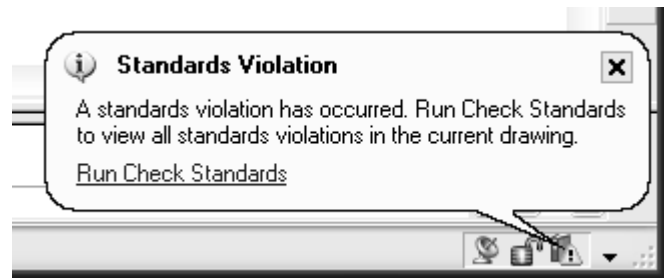 Standards Violation
A standards violation has occurred. Run Check Standards
to view all standards violations in the current drawing.
Run Check Standards